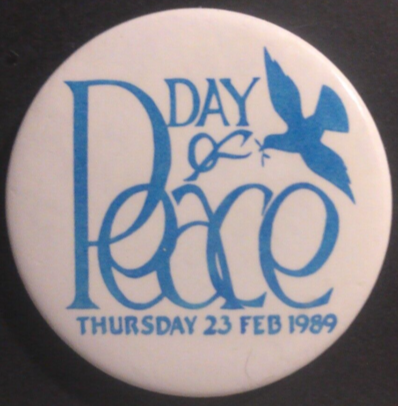 DAY
of
Peace
THURSDAY 23 FEB 1989